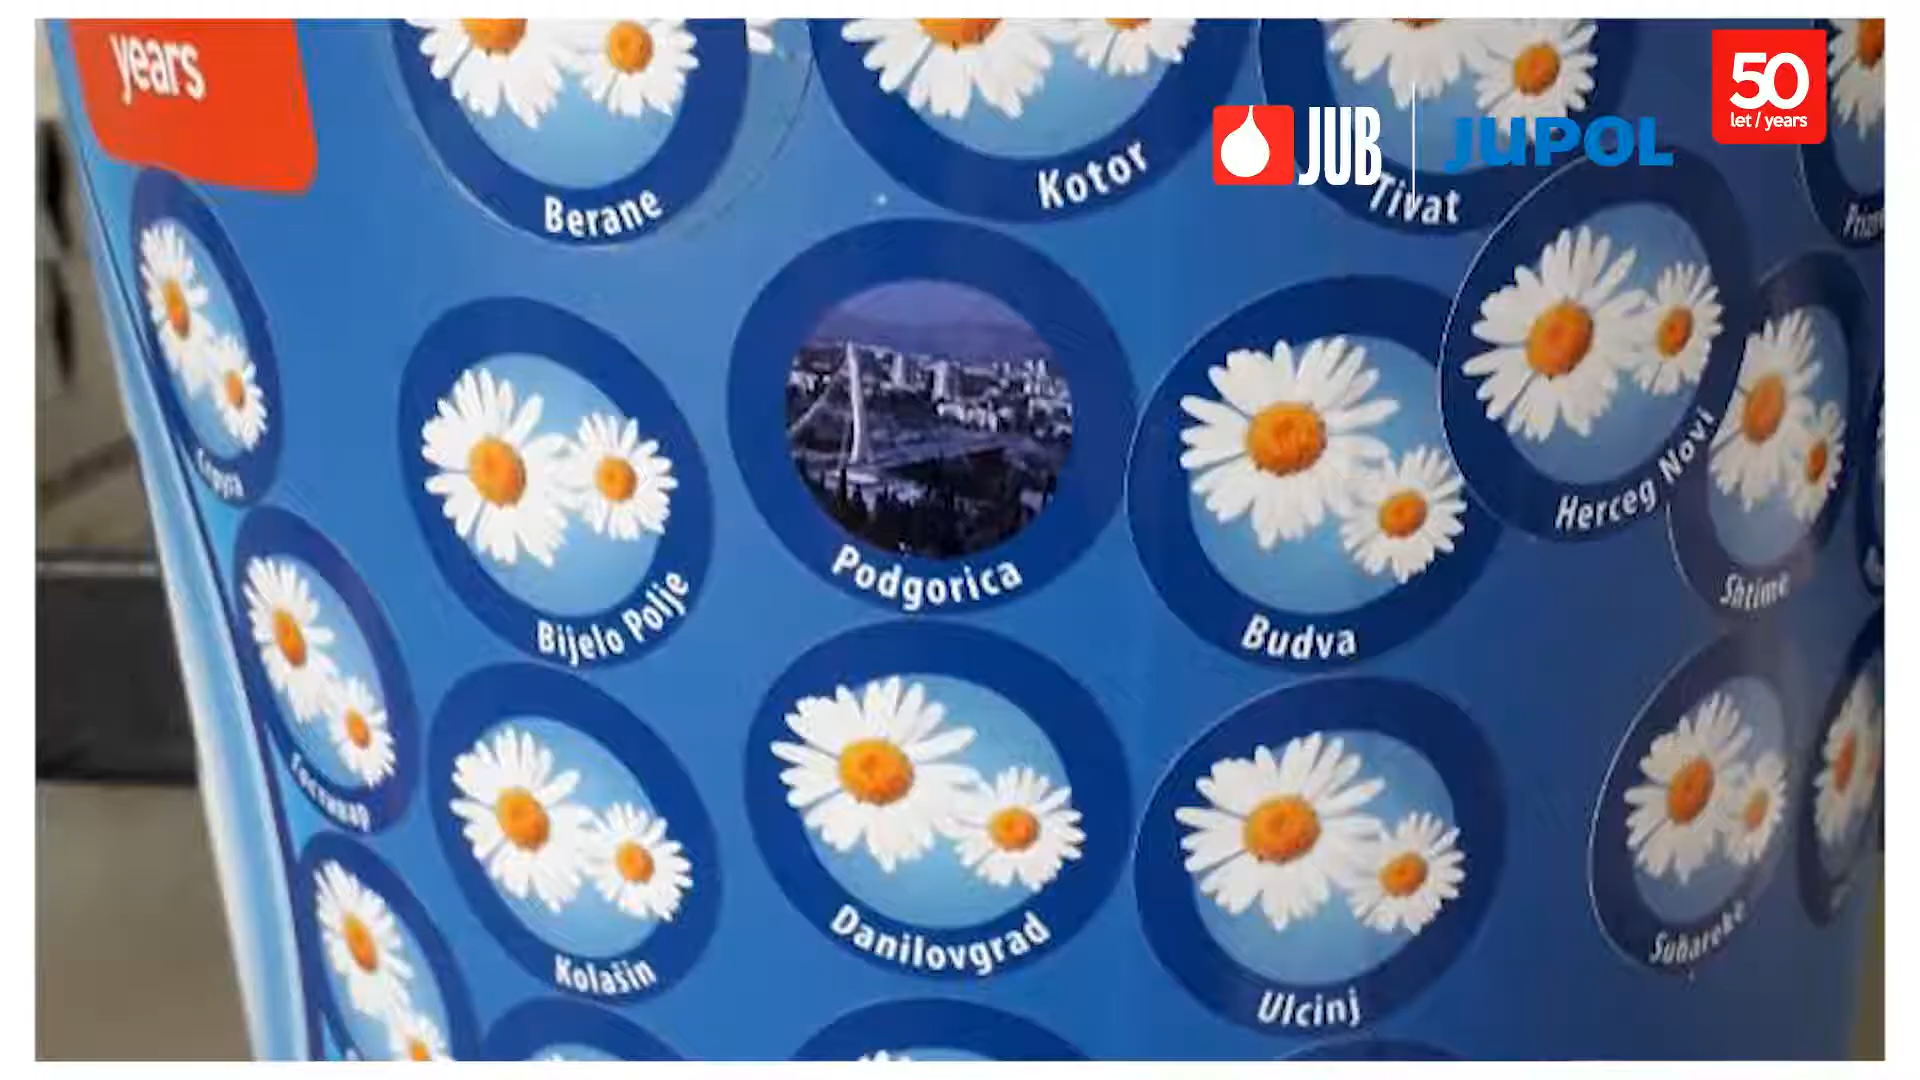 years
Berane
Kotor
Tivat
JUB
JUPOL
50
let / years
Bijelo Polje
Podgorica
Budva
Herceg Novi
Shtime
Kolašin
Danilovgrad
Ulcinj
Suharekë